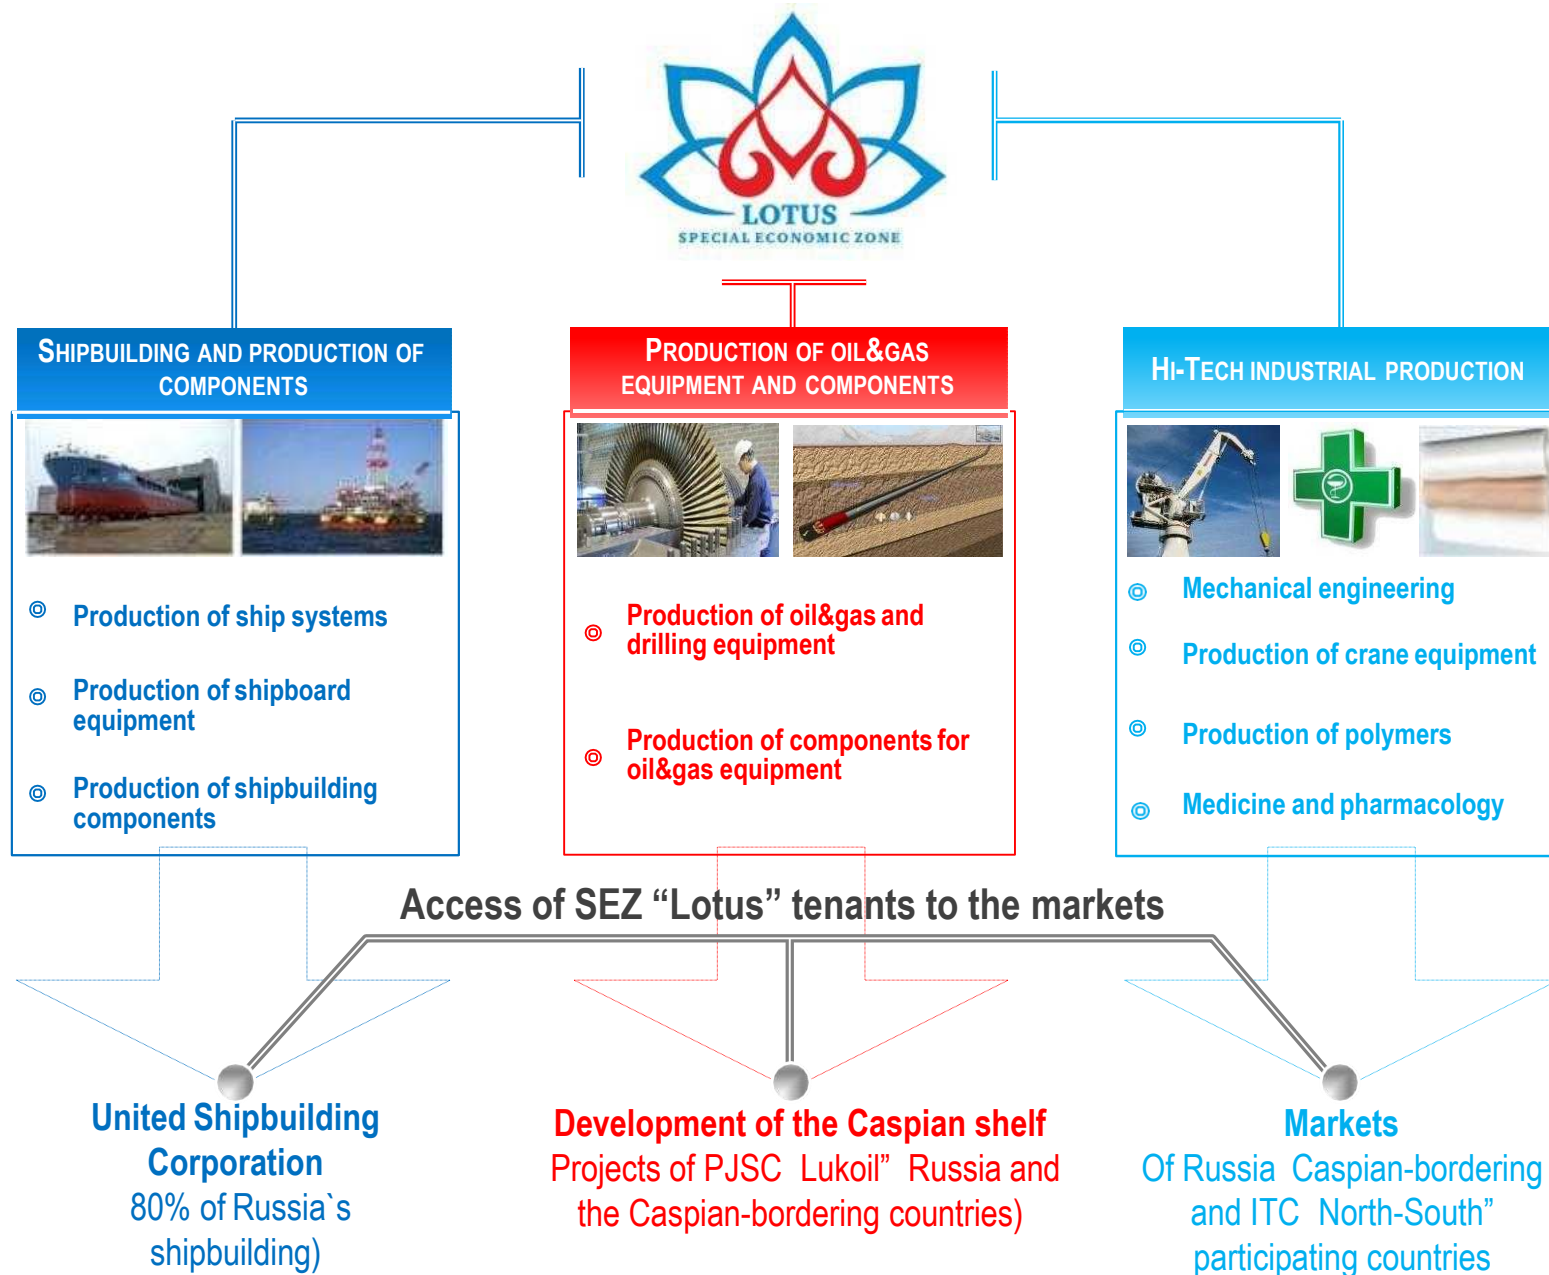 LOTUS
SPECIAL ECONOMIC ZONE
SHIPBUILDING AND PRODUCTION OF
COMPONENTS
Production of ship systems
Production of shipboard
equipment
Production of shipbuilding
components
PRODUCTION OF OIL&GAS
EQUIPMENT AND COMPONENTS
Production of oil&gas and
drilling equipment
Production of components for
oil&gas equipment
HI-TECH INDUSTRIAL PRODUCTION
Mechanical engineering
Production of crane equipment
Production of polymers
Medicine and pharmacology
Access of SEZ “Lotus” tenants to the markets
United Shipbuilding
Corporation
80% of Russia`s
shipbuilding)
Development of the Caspian shelf
Projects of PJSC Lukoil” Russia and
the Caspian-bordering countries)
Markets
Of Russia Caspian-bordering
and ITC North-South”
participating countries